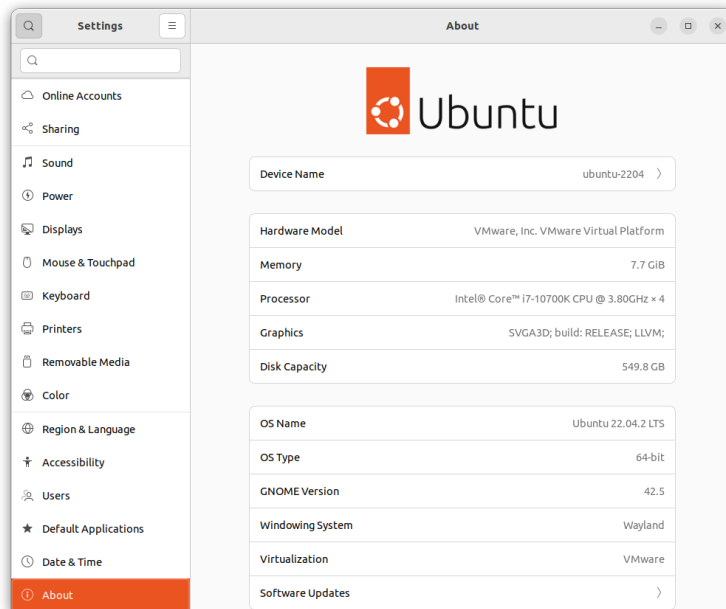 Settings
About
Online Accounts
Sharing
Sound
Power
Displays
Mouse & Touchpad
Keyboard
Printers
Removable Media
Color
Region & Language
Accessibility
Users
Default Applications
Date & Time
About
Ubuntu
Device Name ubuntu-2204
Hardware Model VMware, Inc. VMware Virtual Platform
Memory 7.7 GiB
Processor Intel® Core™ i7-10700K CPU @ 3.80GHz × 4
Graphics SVGA3D; build: RELEASE; LLVM;
Disk Capacity 549.8 GB
OS Name Ubuntu 22.04.2 LTS
OS Type 64-bit
GNOME Version 42.5
Windowing System Wayland
Virtualization VMware
Software Updates